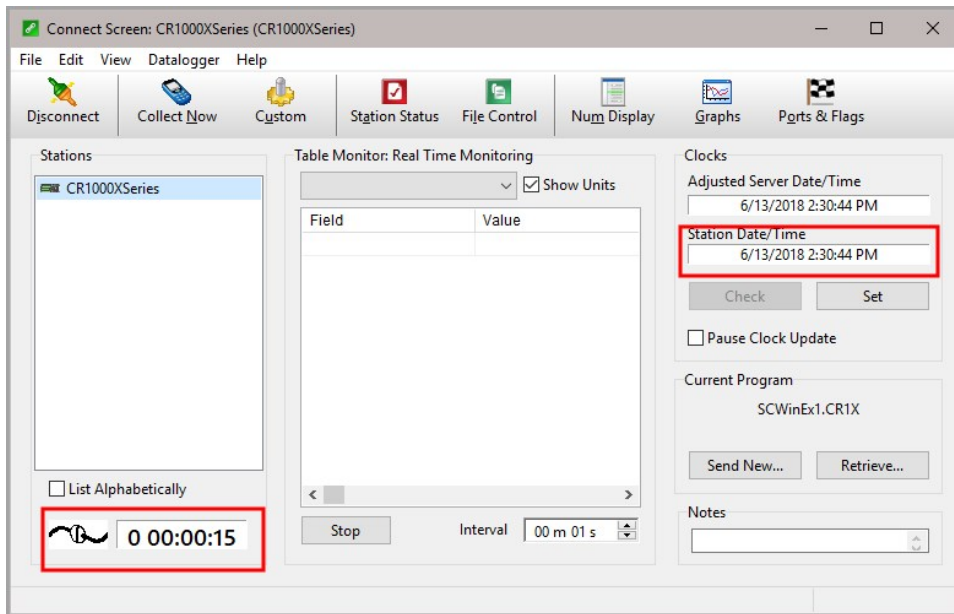 Connect Screen: CR1000XSeries (CR1000XSeries)
File Edit View Datalogger Help
Disconnect Collect Now Custom Station Status File Control Num Display Graphs Ports & Flags
Stations
CR1000XSeries
List Alphabetically
0 00:00:15
Table Monitor: Real Time Monitoring
Show Units
Field Value
Stop Interval 00 m 01 s
Clocks
Adjusted Server Date/Time
6/13/2018 2:30:44 PM
Station Date/Time
6/13/2018 2:30:44 PM
Check Set
Pause Clock Update
Current Program
SCWinEx1.CR1X
Send New... Retrieve...
Notes